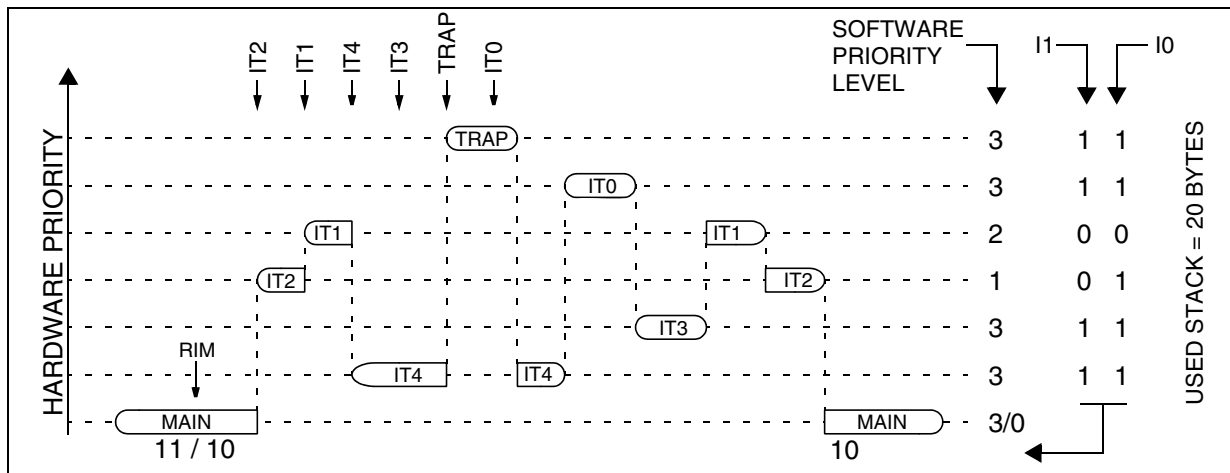 IT2
IT1
IT4
IT3
TRAP
IT0
SOFTWARE
PRIORITY
LEVEL
I1
I0
HARDWARE PRIORITY
TRAP
3
1 1
IT0
3
1 1
IT1
IT1
2
0 0
IT2
IT2
1
0 1
IT3
3
1 1
RIM
IT4
IT4
3
1 1
MAIN
MAIN
3/0
11 / 10
10
USED STACK = 20 BYTES